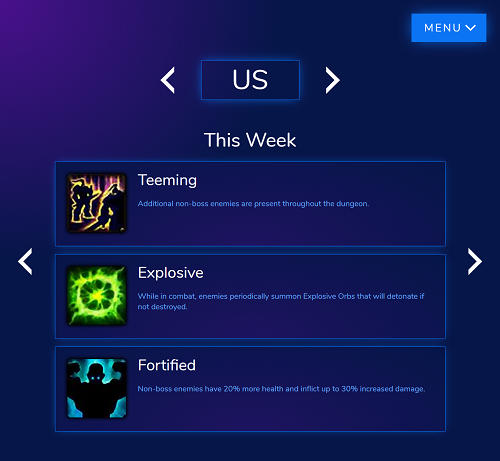 MENU
US
This Week
Teeming
Additional non-boss enemies are present throughout the dungeon.
Explosive
While in combat, enemies periodically summon Explosive Orbs that will detonate if
not destroyed.
Fortified
Non-boss enemies have 20% more health and inflict up to 30% increased damage.